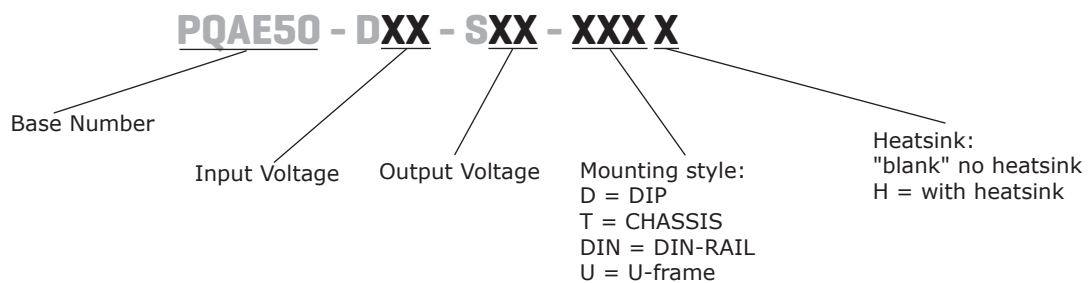 PQAE50 - DXX - SXX - XXX X
Base Number
Input Voltage
Output Voltage
Mounting style:
D = DIP
T = CHASSIS
DIN = DIN-RAIL
U = U-frame
Heatsink:
"blank" no heatsink
H = with heatsink